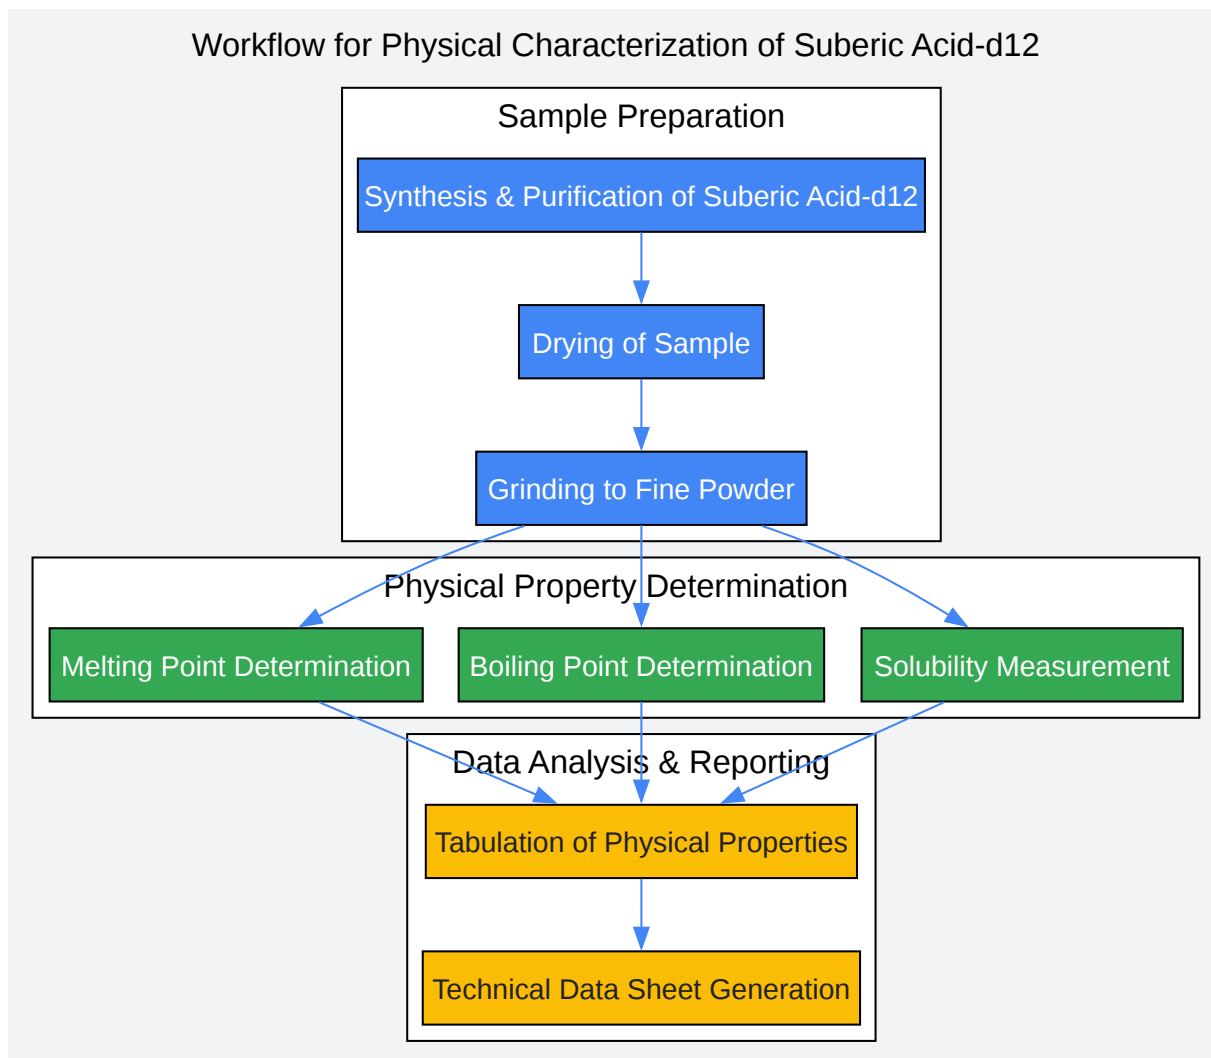 Workflow for Physical Characterization of Suberic Acid-d12
Sample Preparation
Synthesis & Purification of Suberic Acid-d12
Drying of Sample
Grinding to Fine Powder
Physical Property Determination
Melting Point Determination
Boiling Point Determination
Solubility Measurement
Data Analysis & Reporting
Tabulation of Physical Properties
Technical Data Sheet Generation